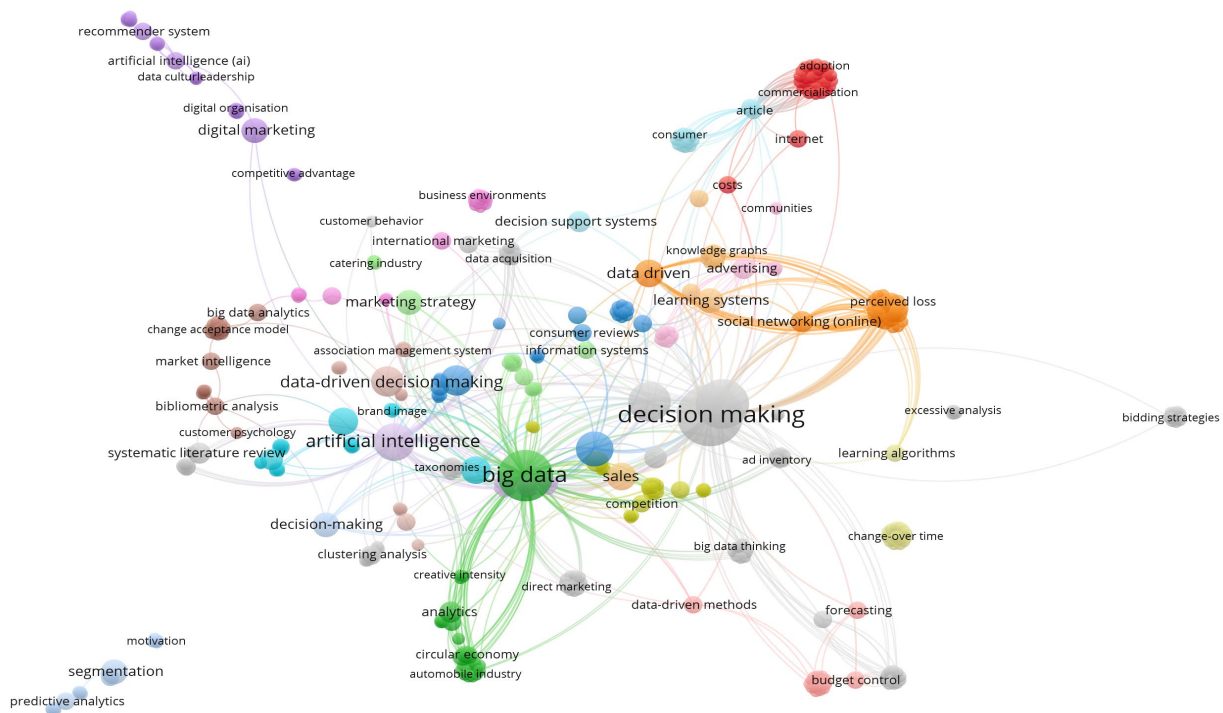 recommender system
artificial intelligence (ai)
data culturleadership
digital organisation
digital marketing
competitive advantage
adoption
commercialisation
article
consumer
internet
costs
communities
business environments
customer behavior
decision support systems
international marketing
data acquisition
catering industry
knowledge graphs
data driven
advertising
marketing strategy
learning systems
perceived loss
big data analytics
social networking (online)
change acceptance model
consumer reviews
association management system
information systems
market intelligence
data-driven decision making
bibliometric analysis
brand image
decision making
excessive analysis
bidding strategies
customer psychology
artificial intelligence
systematic literature review
learning algorithms
ad inventory
taxonomies
big data
sales
competition
decision-making
change-over time
big data thinking
clustering analysis
creative intensity
direct marketing
data-driven methods
analytics
forecasting
motivation
circular economy
segmentation
automobile industry
budget control
predictive analytics